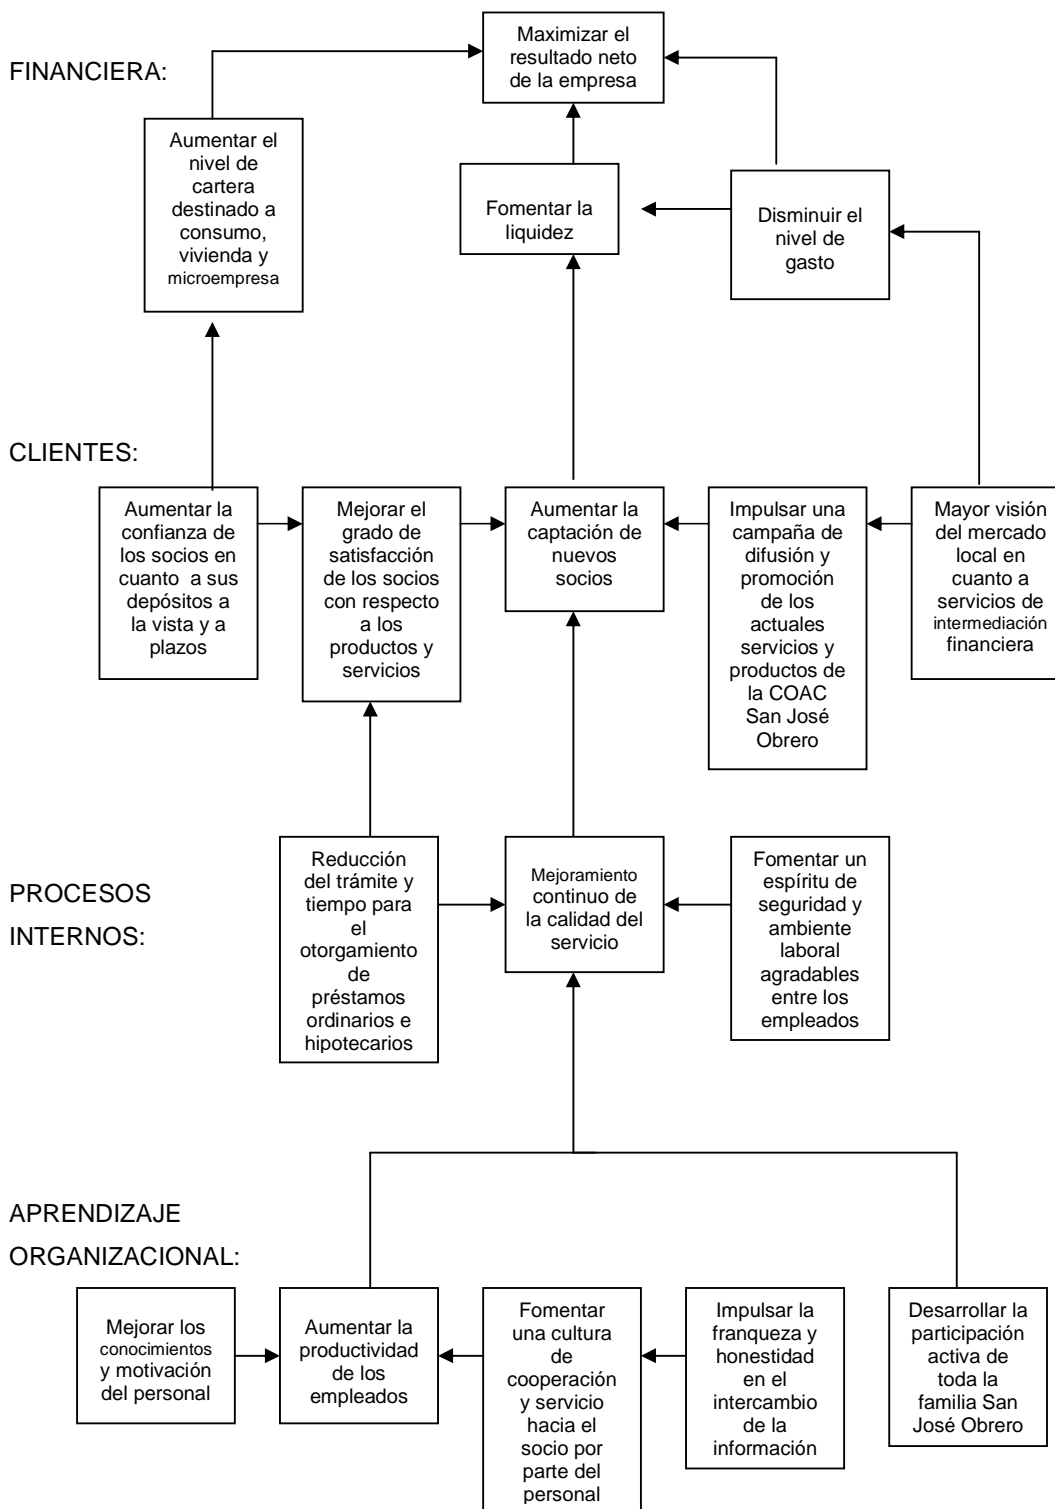 FINANCIERA:
Maximizar el
resultado neto
de la empresa
Aumentar el
nivel de
cartera
destinado a
consumo,
vivienda y
microempresa
Fomentar la
liquidez
Disminuir el
nivel de
gasto
CLIENTES:
Aumentar la
confianza de
los socios en
cuanto a sus
depósitos a
la vista y a
plazos
Mejorar el
grado de
satisfacción
de los socios
con respecto
a los
productos y
servicios
Aumentar la
captación de
nuevos
socios
Impulsar una
campaña de
difusión y
promoción
de los
actuales
servicios y
productos de
la COAC
San José
Obrero
Mayor visión
del mercado
local en
cuanto a
servicios de
intermediación
financiera
PROCESOS
INTERNOS:
Reducción
del trámite y
tiempo para
el
otorgamiento
de
préstamos
ordinarios e
hipotecarios
Mejoramiento
continuo de
la calidad del
servicio
Fomentar un
espíritu de
seguridad y
ambiente
laboral
agradables
entre los
empleados
APRENDIZAJE
ORGANIZACIONAL:
Mejorar los
conocimientos
y motivación
del personal
Aumentar la
productividad
de los
empleados
Fomentar
una cultura
de
cooperación
y servicio
hacia el
socio por
parte del
personal
Impulsar la
franqueza y
honestidad
en el
intercambio
de la
información
Desarrollar la
participación
activa de
toda la
familia San
José Obrero